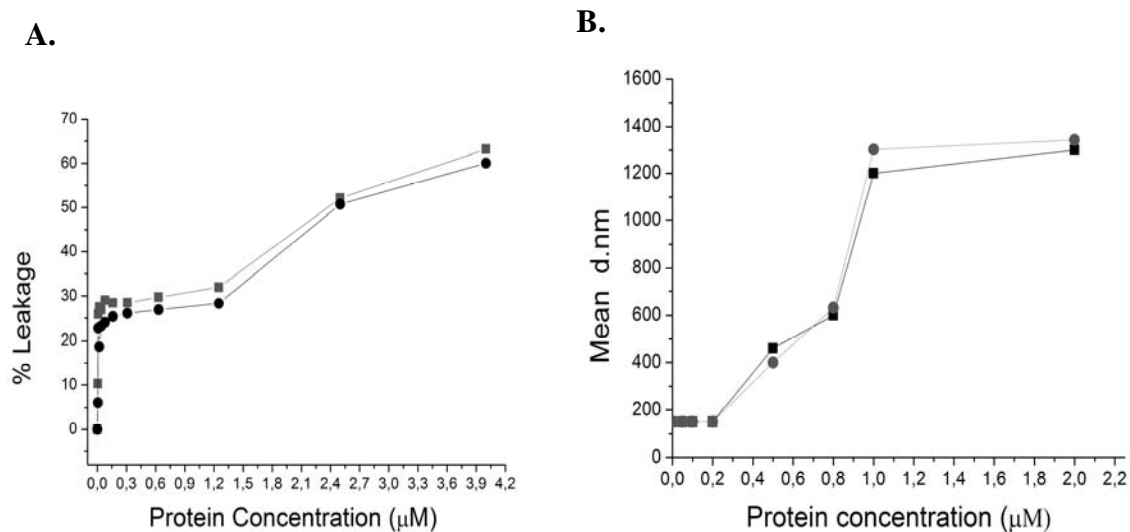 A.
B.
70
60
50
40
30
20
10
0
% Leakage
0,0 0,3 0,6 0,9 1,2 1,5 1,8 2,1 2,4 2,7 3,0 3,3 3,6 3,9 4,2
Protein Concentration (μM)
1600
1400
1200
1000
800
600
400
200
0
Mean d.nm
0,0 0,2 0,4 0,6 0,8 1,0 1,2 1,4 1,6 1,8 2,0 2,2
Protein concentration (μM)